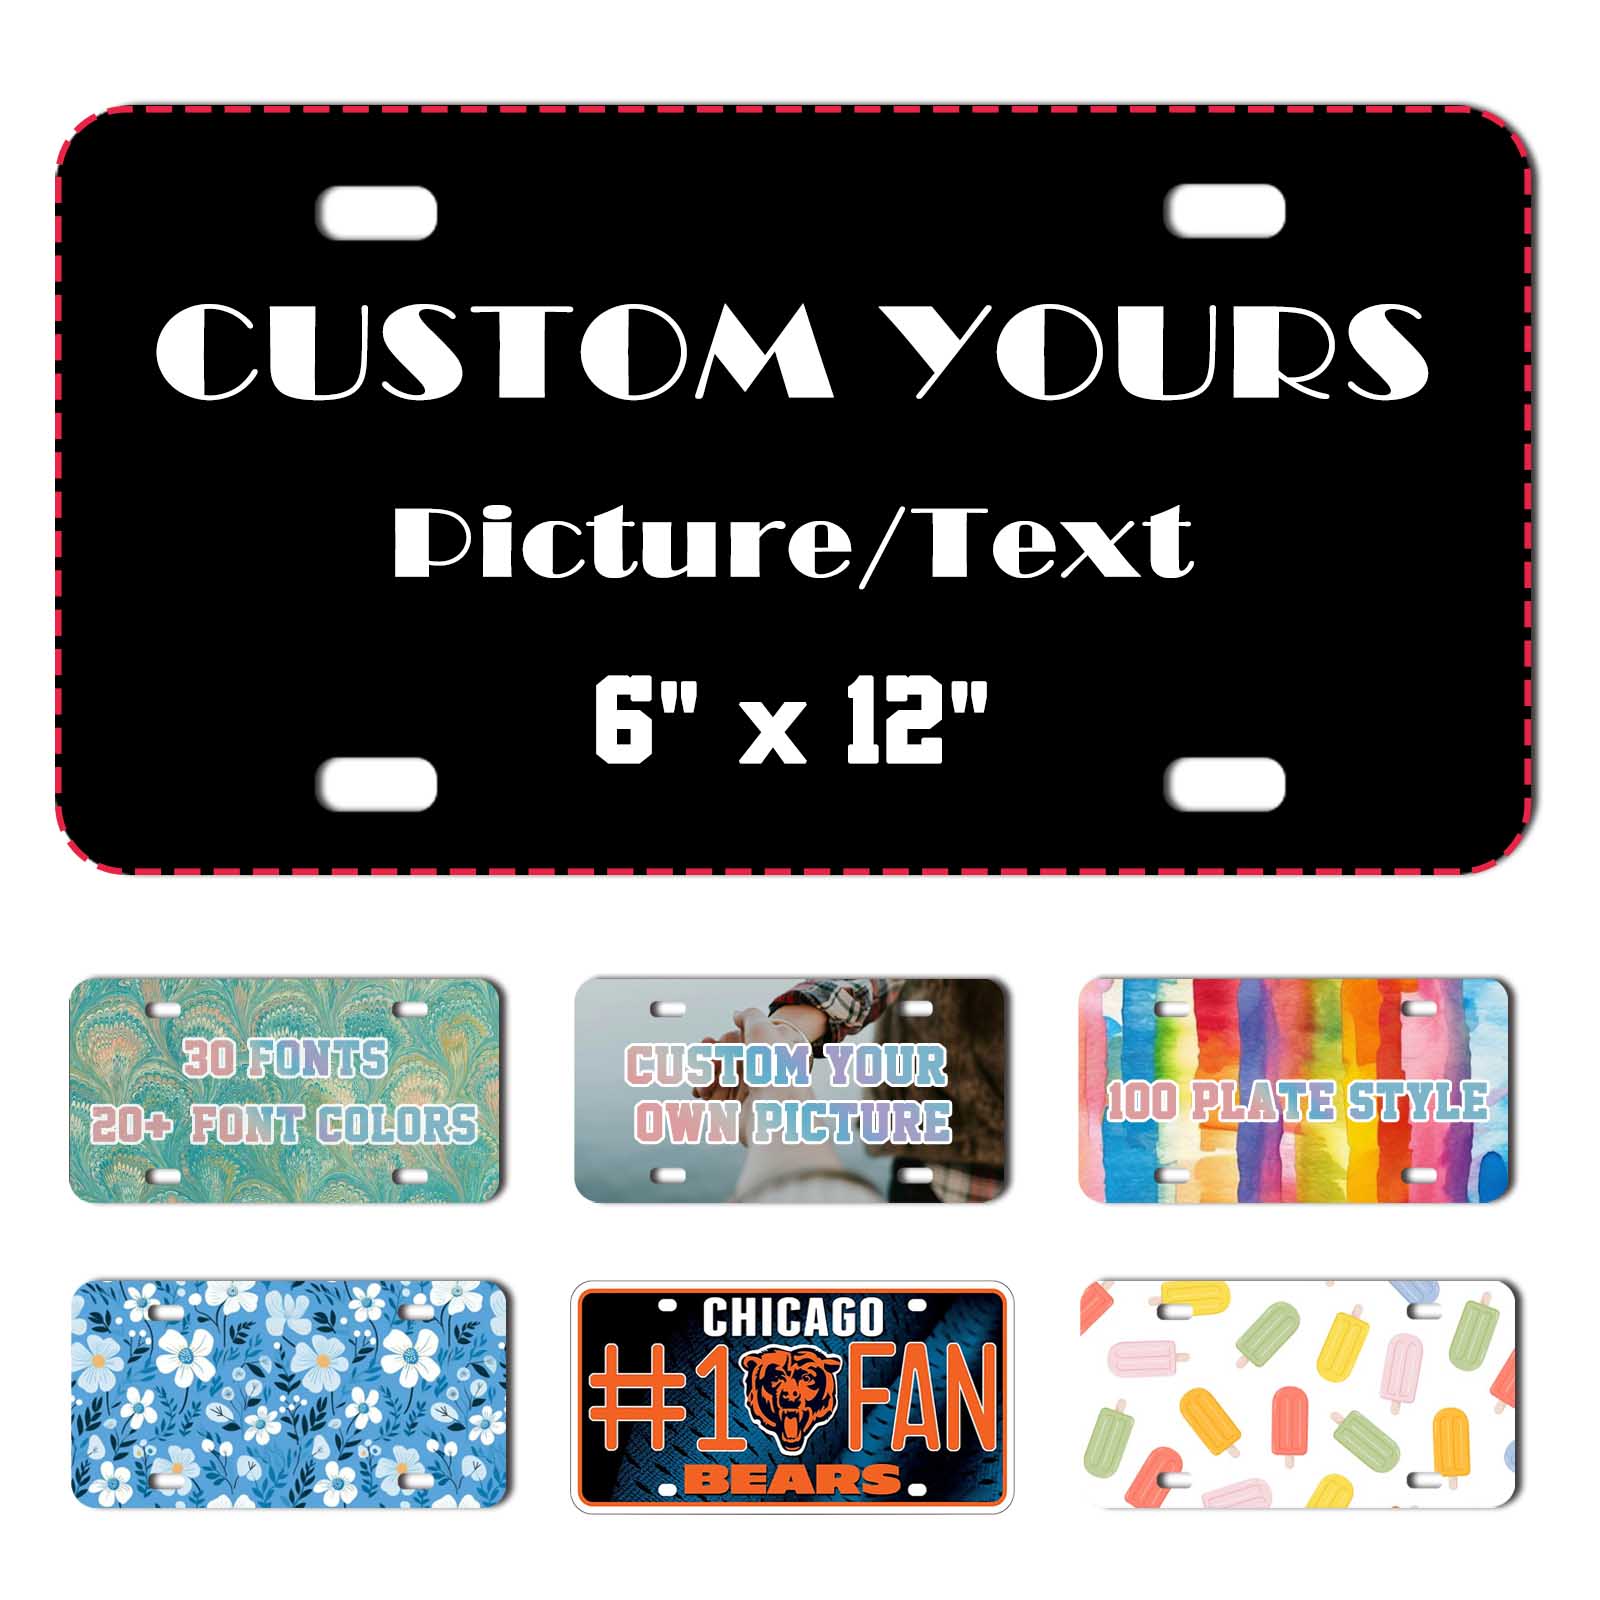 CUSTOM YOURS
Picture/Text
6" x 12"
30 FONTS
20+ FONT COLORS
CUSTOM YOUR
OWN PICTURE
100 PLATE STYLE
CHICAGO
#1 FAN
BEARS